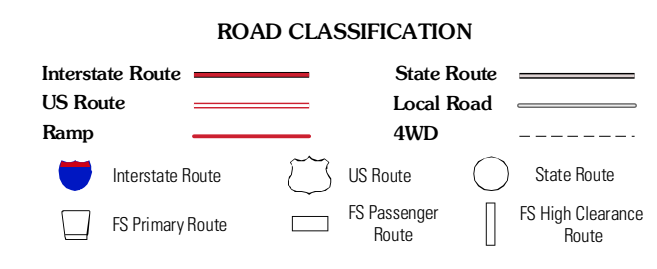 ROAD CLASSIFICATION
Interstate Route
State Route
US Route
Local Road
Ramp
4WD
Interstate Route
US Route
State Route
FS Primary Route
FS Passenger
Route
FS High Clearance
Route